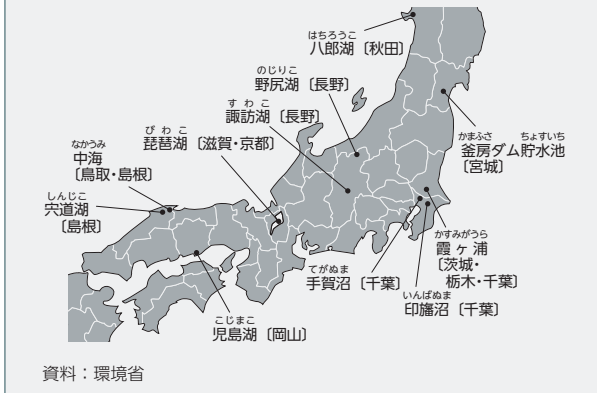 はちろうこ
八郎湖〔秋田〕
のじりこ
野尻湖〔長野〕
すわこ
諏訪湖〔長野〕
びわこ
琵琶湖〔滋賀・京都〕
なかうみ
中海
〔鳥取・島根〕
しんじこ
宍道湖
〔島根〕
かまふさ ちょすいち
釜房ダム貯水池
〔宮城〕
かすみがうら
霞ヶ浦
〔茨城・
栃木・千葉〕
てがぬま
手賀沼〔千葉〕
いんばぬま
印旛沼〔千葉〕
こじまこ
児島湖〔岡山〕
資料：環境省